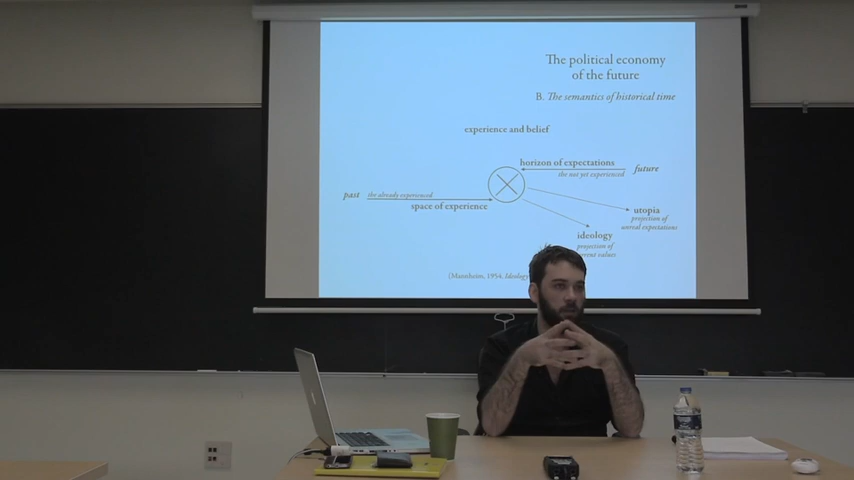 The political economy
of the future
B. The semantics of historical time
experience and belief
horizon of expectations
future
the not yet experienced
past
the already experienced
space of experience
utopia
projection of
unreal expectations
ideology
projection of
values
(Mannheim, 1954, Ideology